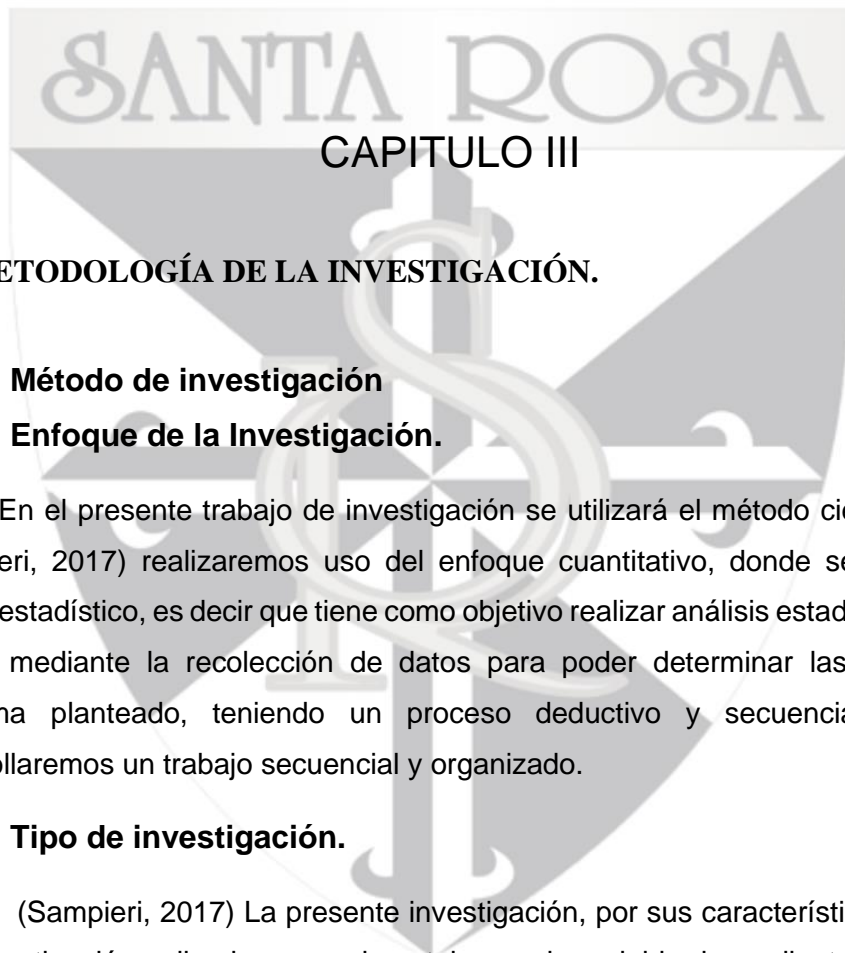 SANTA ROSA
CAPITULO III
ETODOLOGÍA DE LA INVESTIGACIÓN.
Método de investigación
Enfoque de la Investigación.
En el presente trabajo de investigación se utilizará el método cie
eri, 2017) realizaremos uso del enfoque cuantitativo, donde se
estadístico, es decir que tiene como objetivo realizar análisis estad
mediante la recolección de datos para poder determinar las
na planteado, teniendo un proceso deductivo y secuencia
ollaremos un trabajo secuencial y organizado.
Tipo de investigación.
(Sampieri, 2017) La presente investigación, por sus característi